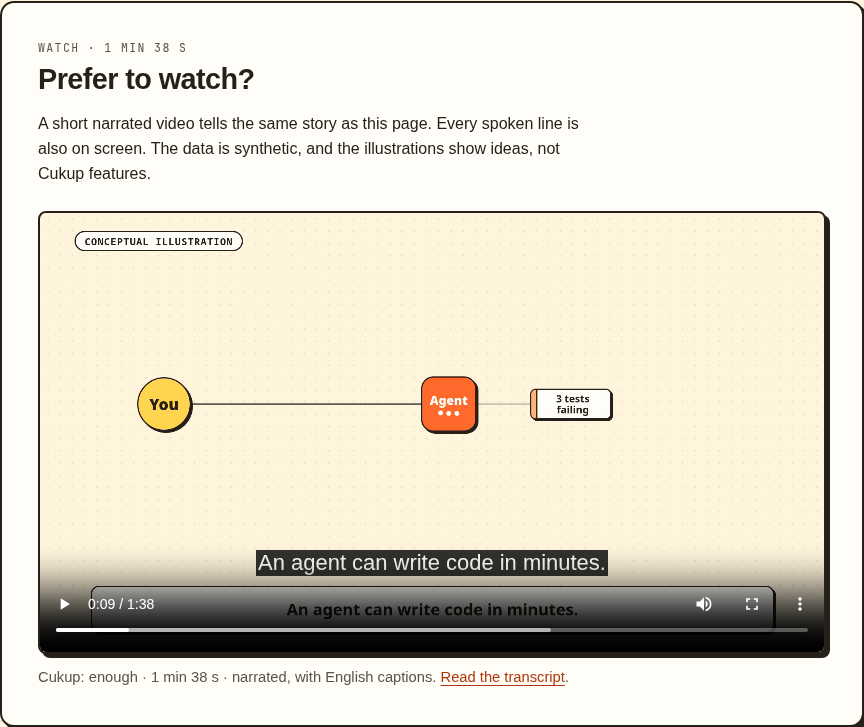 WATCH · 1 MIN 38 S
Prefer to watch?
A short narrated video tells the same story as this page. Every spoken line is
also on screen. The data is synthetic, and the illustrations show ideas, not
Cukup features.
CONCEPTUAL ILLUSTRATION
You
Agent
3 tests
failing
An agent can write code in minutes.
An agent can write code in minutes.
0:09 / 1:38
Cukup: enough · 1 min 38 s · narrated, with English captions. Read the transcript.